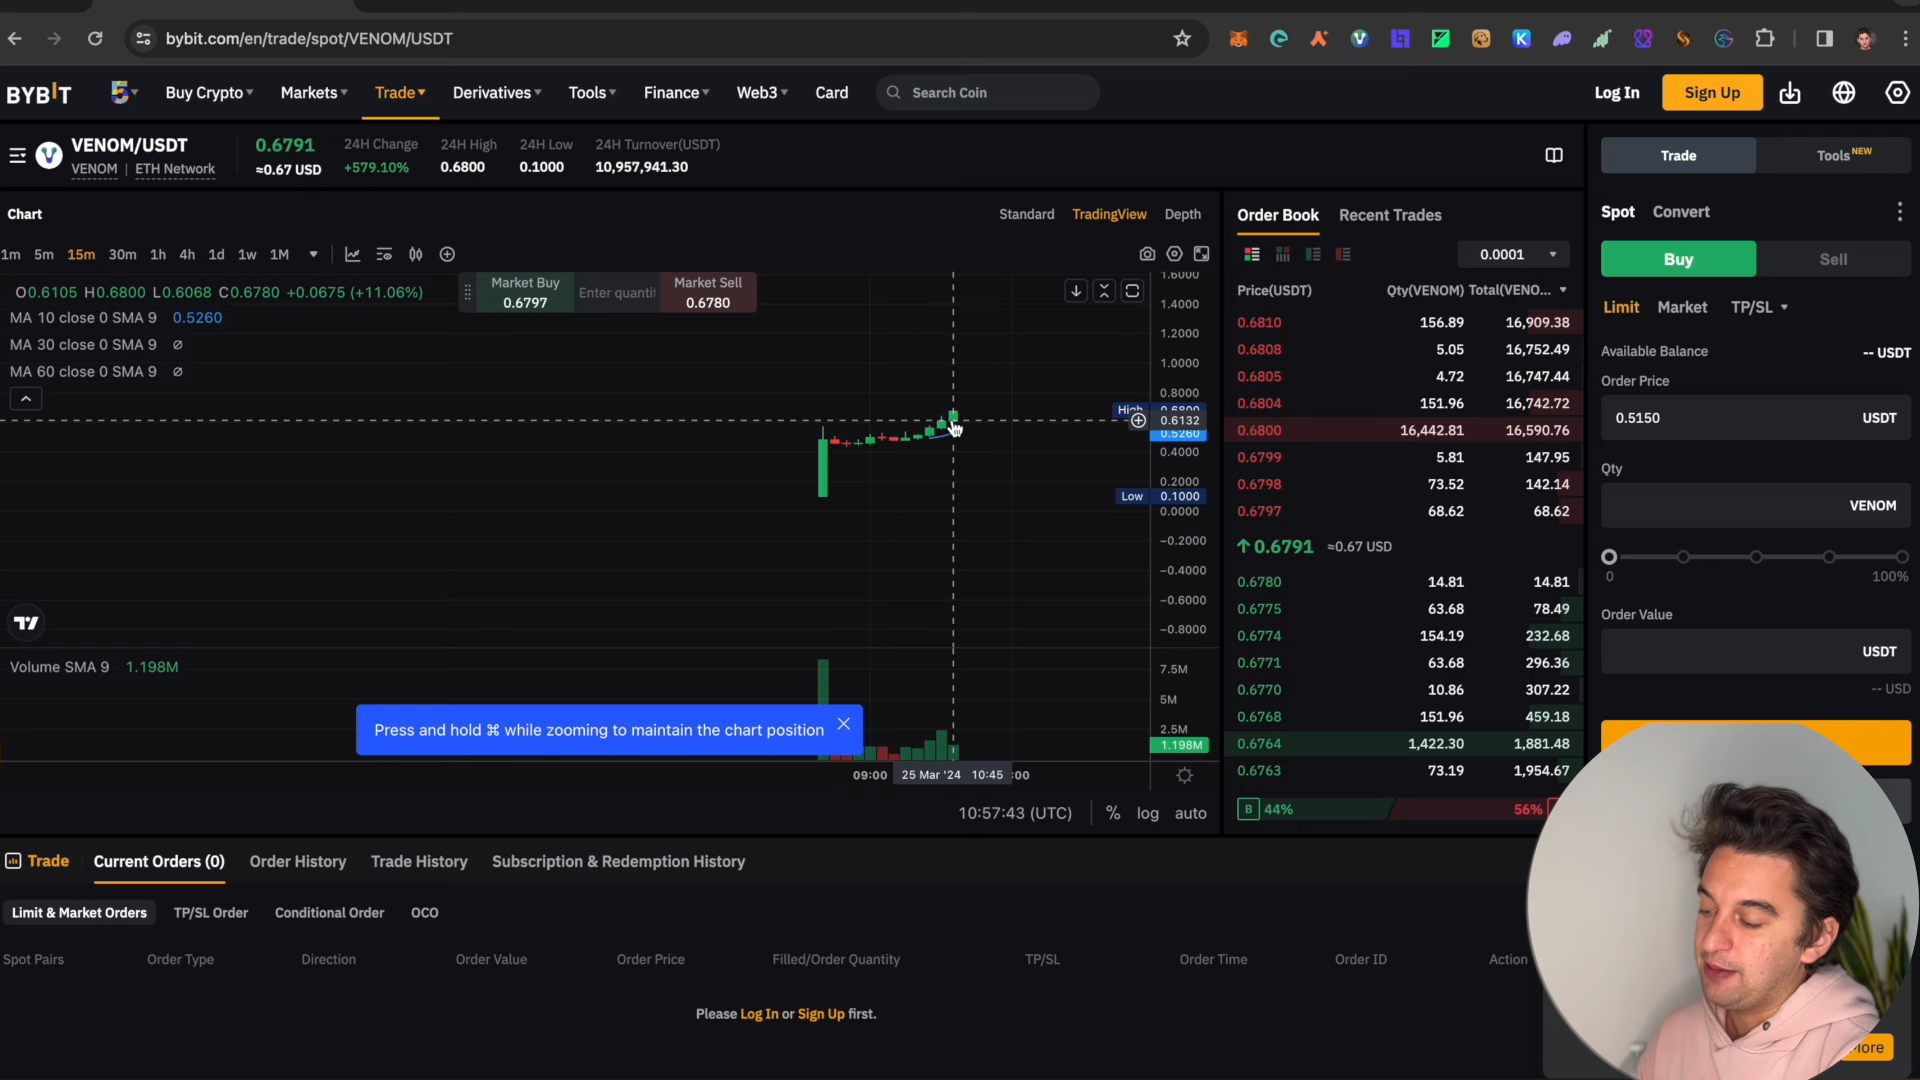 bybit.com/en/trade/spot/VENOM/USDT
BYBIT Buy Crypto Markets Trade Derivatives Tools Finance Web3 Card Search Coin Log In Sign Up
VENOM/USDT
VENOM | ETH Network
0.6791
≈0.67 USD
24H Change
+579.10%
24H High
0.6800
24H Low
0.1000
24H Turnover(USDT)
10,957,941.30
Chart
Standard TradingView Depth
1m 5m 15m 30m 1h 4h 1d 1w 1M
O0.6105 H0.6800 L0.6068 C0.6780 +0.0675 (+11.06%)
MA 10 close 0 SMA 9 0.5260
MA 30 close 0 SMA 9 ∅
MA 60 close 0 SMA 9 ∅
Market Buy
0.6797
Enter quantit
Market Sell
0.6780
1.6000
1.4000
1.2000
1.0000
0.8000
High 0.6800
0.6132
0.5260
0.4000
0.2000
Low 0.1000
0.0000
−0.2000
−0.4000
−0.6000
−0.8000
Volume SMA 9 1.198M
7.5M
5M
2.5M
1.198M
Press and hold ⌘ while zooming to maintain the chart position
09:00 25 Mar '24 10:45 :00
10:57:43 (UTC) % log auto
Order Book Recent Trades
0.0001
Price(USDT) Qty(VENOM) Total(VENO...
0.6810 156.89 16,909.38
0.6808 5.05 16,752.49
0.6805 4.72 16,747.44
0.6804 151.96 16,742.72
0.6800 16,442.81 16,590.76
0.6799 5.81 147.95
0.6798 73.52 142.14
0.6797 68.62 68.62
0.6791 ≈0.67 USD
0.6780 14.81 14.81
0.6775 63.68 78.49
0.6774 154.19 232.68
0.6771 63.68 296.36
0.6770 10.86 307.22
0.6768 151.96 459.18
0.6764 1,422.30 1,881.48
0.6763 73.19 1,954.67
B 44% 56%
Trade Tools NEW
Spot Convert
Buy Sell
Limit Market TP/SL
Available Balance -- USDT
Order Price
0.5150 USDT
Qty
VENOM
0 100%
Order Value
USDT
-- USD
Trade Current Orders (0) Order History Trade History Subscription & Redemption History
Limit & Market Orders TP/SL Order Conditional Order OCO
Spot Pairs Order Type Direction Order Value Order Price Filled/Order Quantity TP/SL Order Time Order ID Action
Please Log In or Sign Up first.